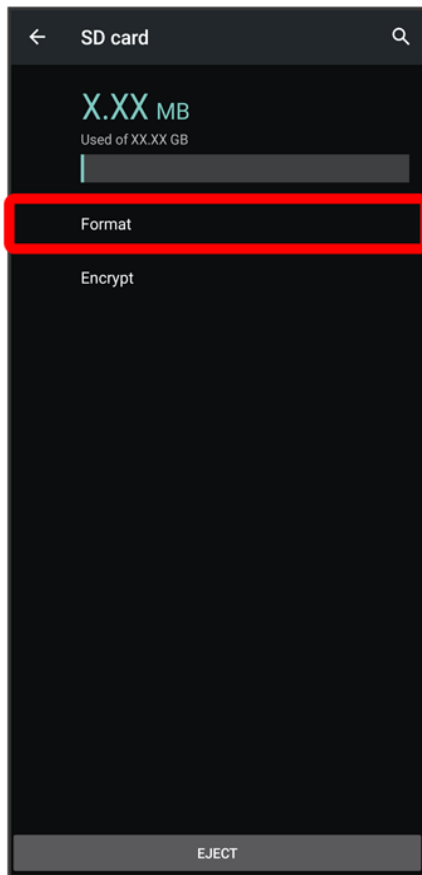 SD card
X.XX MB
Used of XX.XX GB
Format
Encrypt
EJECT